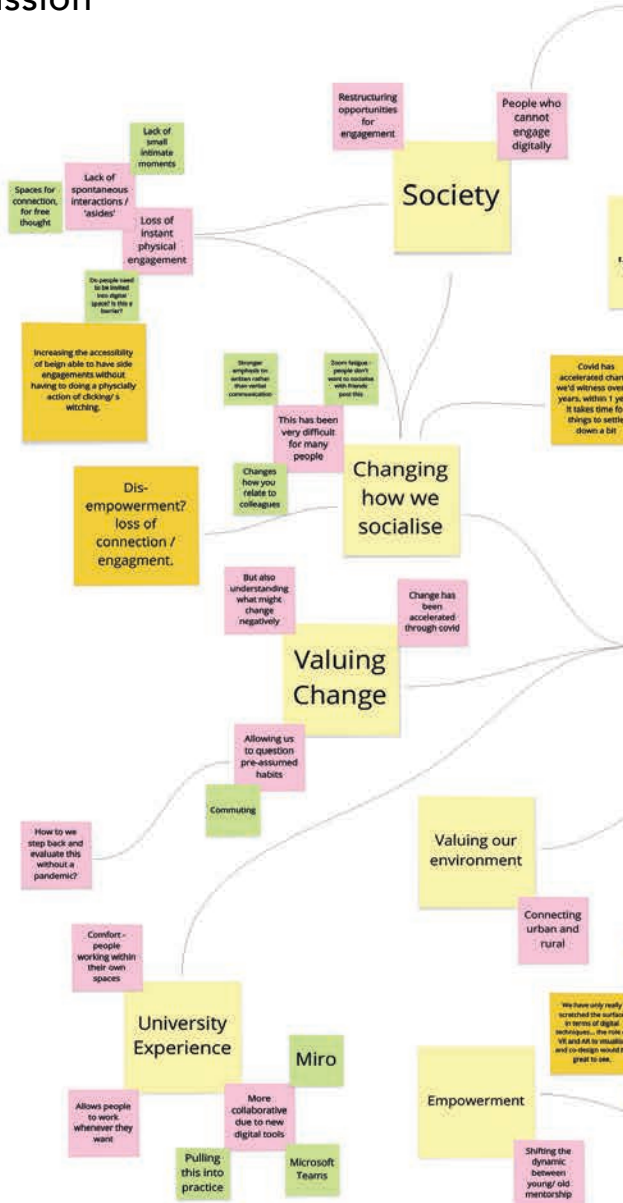 ission
Restructuring
opportunities
for
engagement
People who
cannot
engage
digitally
Society
Lack of
small
intimate
moments
Lack of
spontaneous
interactions /
'asides'
Spaces for
connection,
for free
thought
Loss of
instant
physical
engagement
Do people need
to be invited
into digital
space? Is this a
barrier?
Increasing the accessibility
of beign able to have side
engagements without
having to doing a physcially
action of clicking/ s
witching.
Stronger
emphasis on
written rather
than verbal
communication
Zoom fatigue -
people don't
want to socialise
with friends
post this
This has been
very difficult
for many
people
Changes
how you
relate to
colleagues
Changing
how we
socialise
Covid has
accelerated chan
we'd witness over
years, within 1 ye
It takes time fo
things to settle
down a bit
Dis-
empowerment?
loss of
connection /
engagment.
But also
understanding
what might
change
negatively
Change has
been
accelerated
through covid
Valuing
Change
Allowing us
to question
pre-assumed
habits
Commuting
How to we
step back and
evaluate this
without a
pandemic?
Valuing our
environment
Connecting
urban and
rural
Comfort -
people
working within
their own
spaces
University
Experience
Miro
Allows people
to work
whenever they
want
More
collaborative
due to new
digital tools
Pulling
this into
practice
Microsoft
Teams
We have only really
scratched the surface
in terms of digital
techniques... the role
VR and AR to visualis
and co-design would
great to see.
Empowerment
Shifting the
dynamic
between
young/ old
mentorship